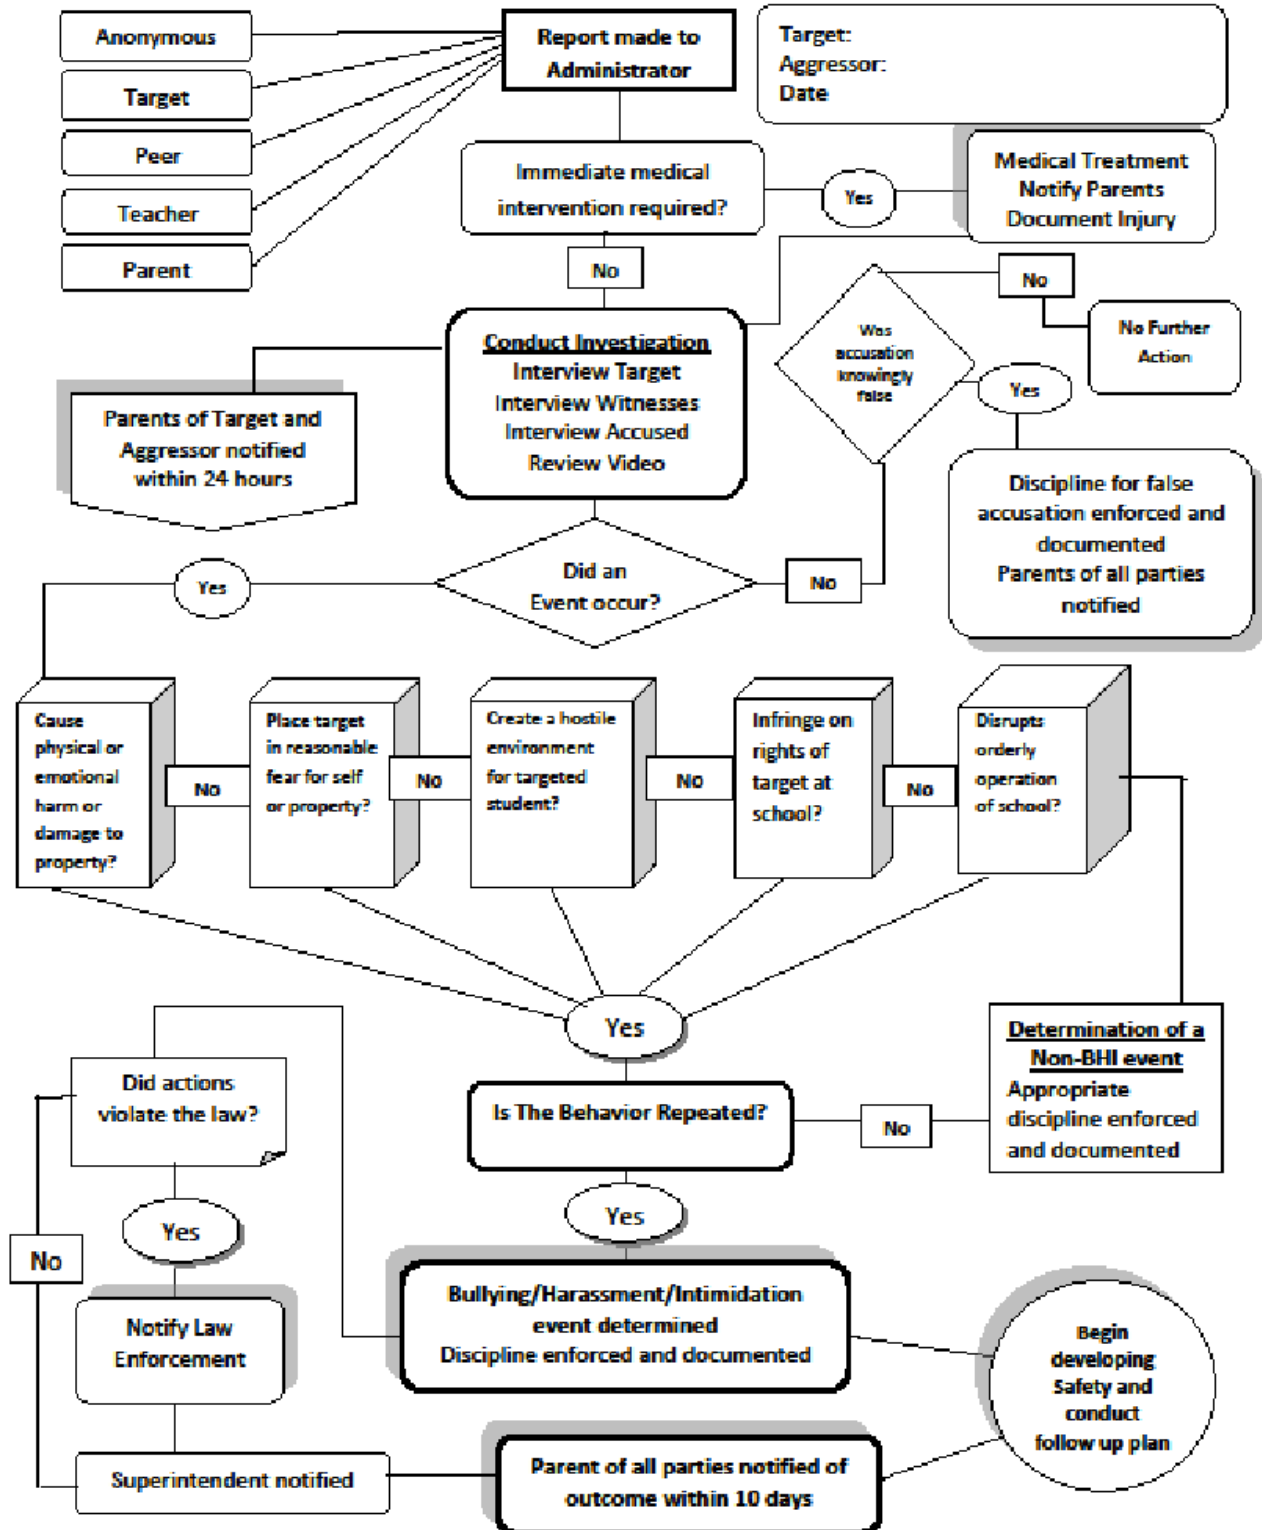 Anonymous
Target
Peer
Teacher
Parent
Report made to
Administrator
Target:
Aggressor:
Date
Immediate medical
intervention required?
Yes
Medical Treatment
Notify Parents
Document Injury
No
Conduct Investigation
Interview Target
Interview Witnesses
Interview Accused
Review Video
Was
accusation
knowingly
false
No
No Further
Action
Yes
Discipline for false
accusation enforced and
documented
Parents of all parties
notified
Parents of Target and
Aggressor notified
within 24 hours
Did an
Event occur?
Yes
No
Cause
physical or
emotional
harm or
damage to
property?
No
Place target
in reasonable
fear for self
or property?
No
Create a hostile
environment
for targeted
student?
No
Infringe on
rights of
target at
school?
No
Disrupts
orderly
operation
of school?
Yes
Determination of a
Non-BHI event
Appropriate
discipline enforced
and documented
Is The Behavior Repeated?
No
Yes
Did actions
violate the law?
Yes
No
Notify Law
Enforcement
Superintendent notified
Bullying/Harassment/Intimidation
event determined
Discipline enforced and documented
Begin
developing
Safety and
conduct
follow up plan
Parent of all parties notified of
outcome within 10 days